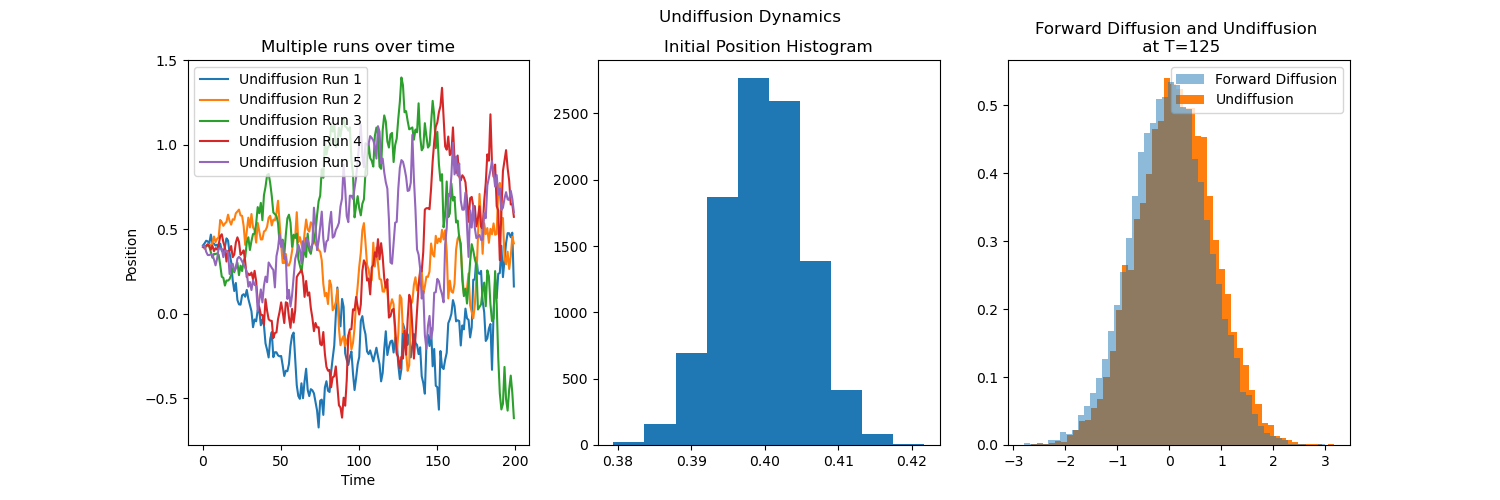 Undiffusion Dynamics
Multiple runs over time
Undiffusion Run 1
Undiffusion Run 2
Undiffusion Run 3
Undiffusion Run 4
Undiffusion Run 5
Position
1.5
1.0
0.5
0.0
−0.5
0 50 100 150 200
Time
Initial Position Histogram
2500
2000
1500
1000
500
0
0.38 0.39 0.40 0.41 0.42
Forward Diffusion and Undiffusion
at T=125
Forward Diffusion
Undiffusion
0.5
0.4
0.3
0.2
0.1
0.0
−3 −2 −1 0 1 2 3